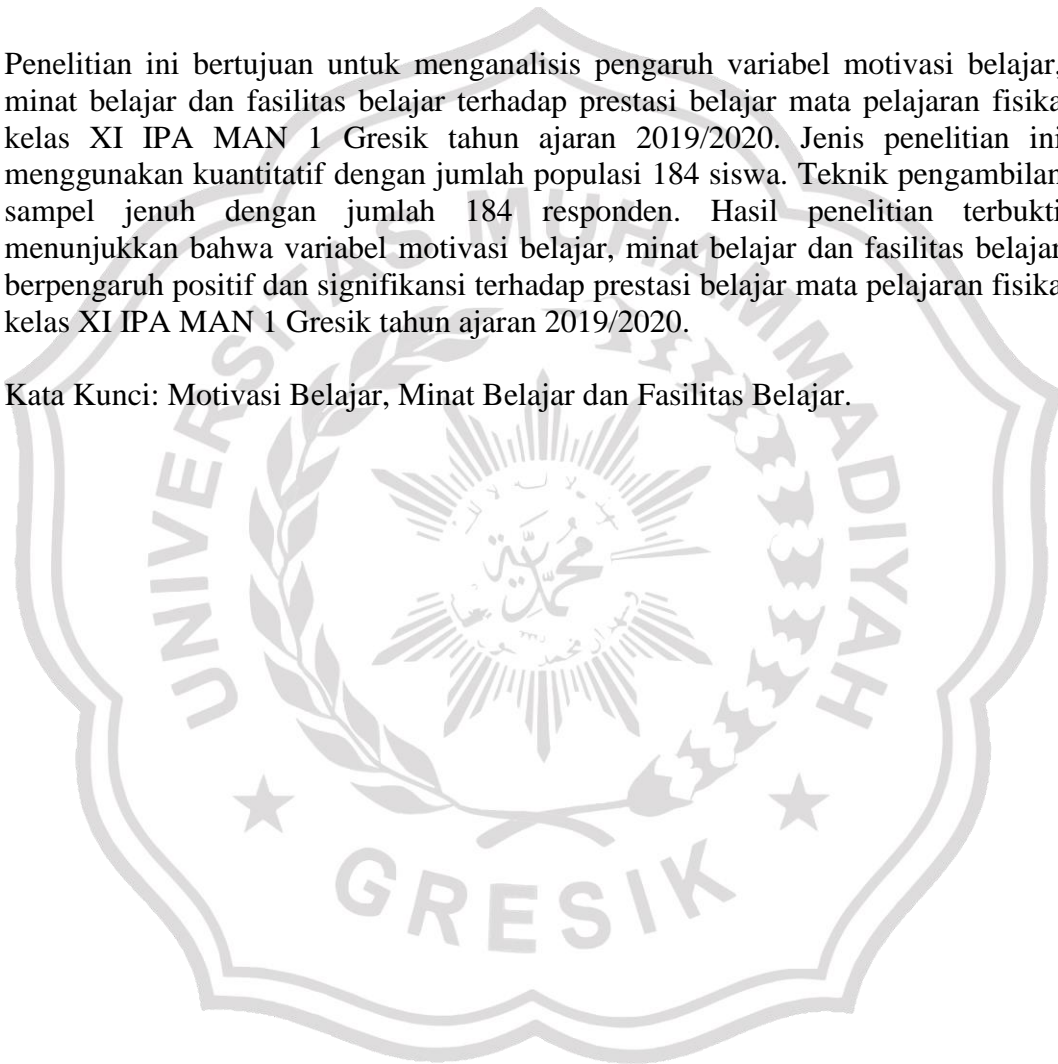 Penelitian ini bertujuan untuk menganalisis pengaruh variabel motivasi belajar,
minat belajar dan fasilitas belajar terhadap prestasi belajar mata pelajaran fisika
kelas XI IPA MAN 1 Gresik tahun ajaran 2019/2020. Jenis penelitian ini
menggunakan kuantitatif dengan jumlah populasi 184 siswa. Teknik pengambilan
sampel jenuh dengan jumlah 184 responden. Hasil penelitian terbukti
menunjukkan bahwa variabel motivasi belajar, minat belajar dan fasilitas belajar
berpengaruh positif dan signifikansi terhadap prestasi belajar mata pelajaran fisika
kelas XI IPA MAN 1 Gresik tahun ajaran 2019/2020.
Kata Kunci: Motivasi Belajar, Minat Belajar dan Fasilitas Belajar.
UNIVERSITAS MUHAMMADIYAH
GRESIK